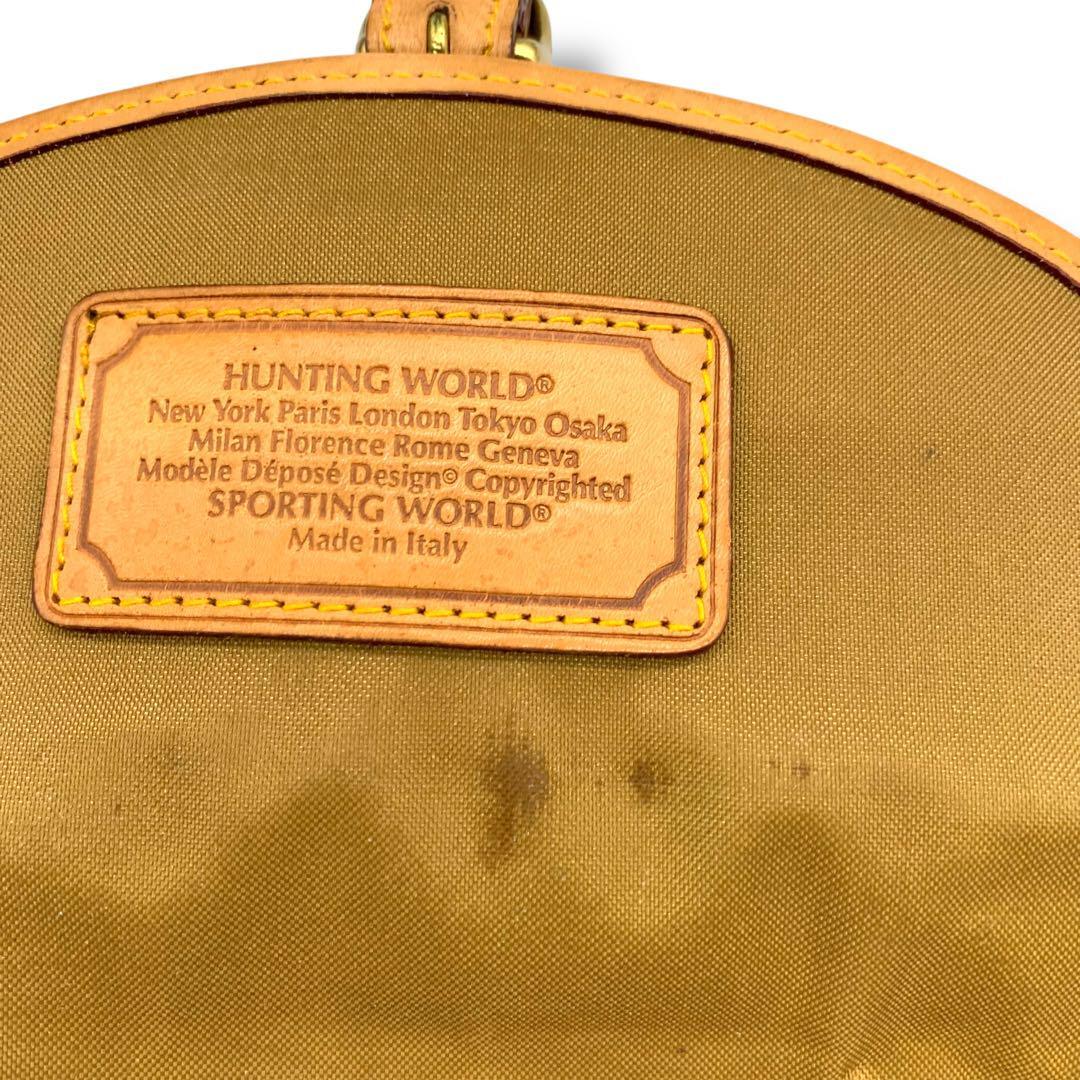 HUNTING WORLD®
New York Paris London Tokyo Osaka
Milan Florence Rome Geneva
Modèle Déposé Design© Copyrighted
SPORTING WORLD®
Made in Italy